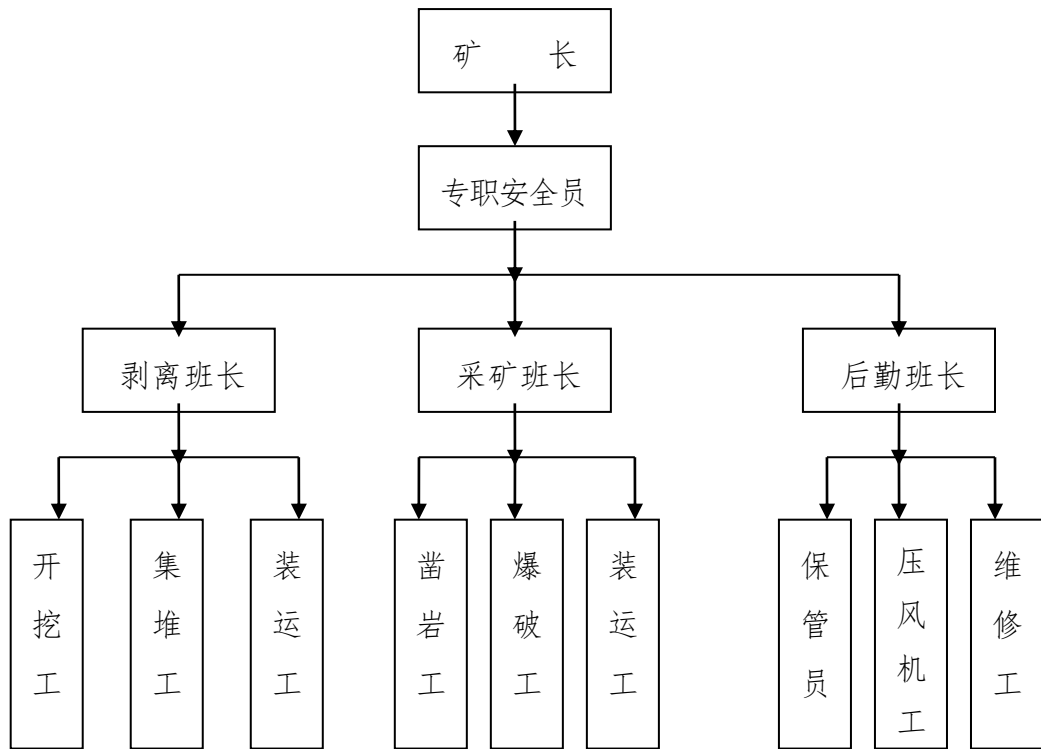 矿 长
专职安全员
剥离班长
采矿班长
后勤班长
开挖工
集堆工
装运工
凿岩工
爆破工
装运工
保管员
压风机工
维修工